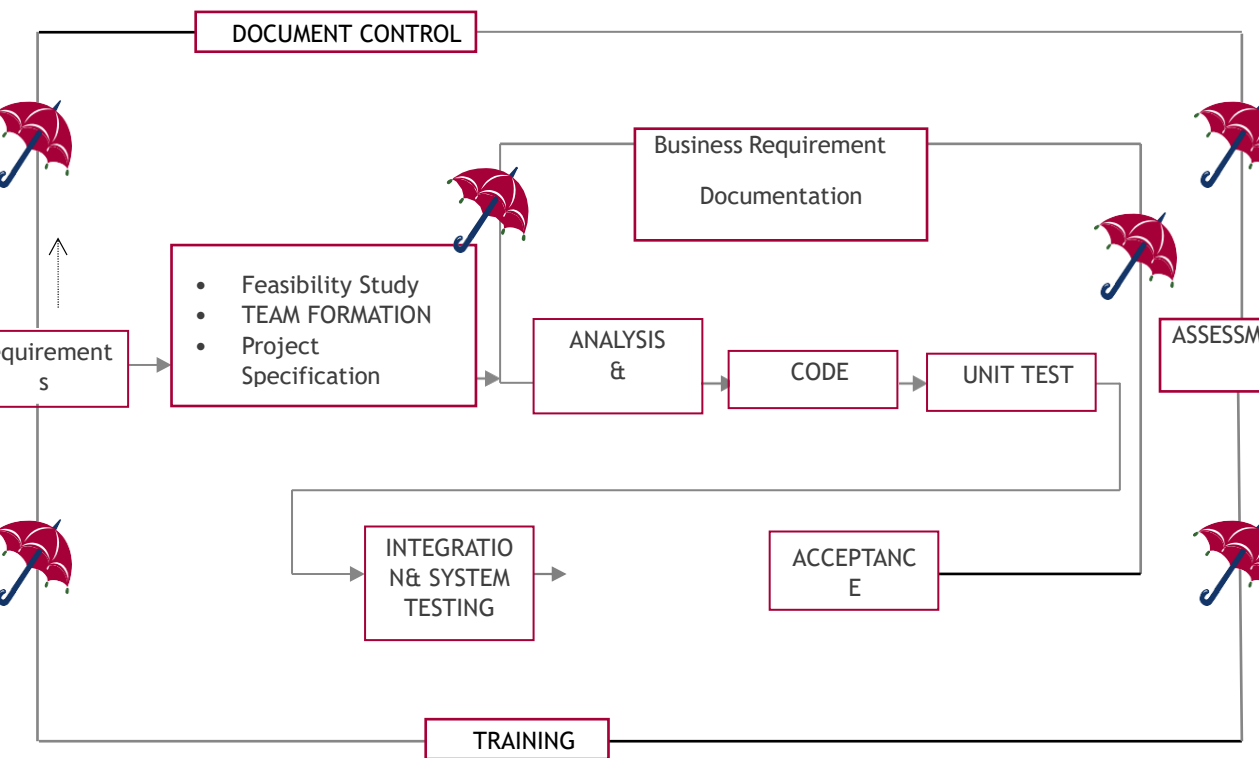 DOCUMENT CONTROL
Business Requirement
Documentation
• Feasibility Study
• TEAM FORMATION
• Project
Specification
equirement
s
ANALYSIS
&
CODE
UNIT TEST
ASSESSM
INTEGRATIO
N& SYSTEM
TESTING
ACCEPTANC
E
TRAINING